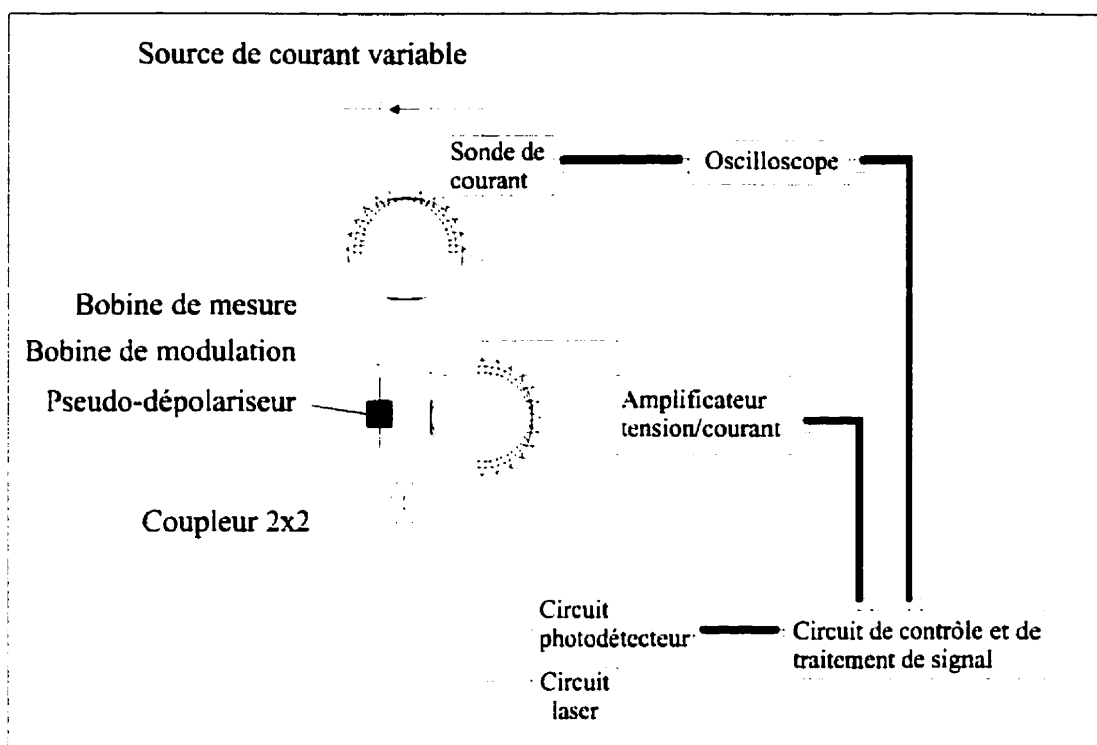 Source de courant variable
Sonde de
courant
Oscilloscope
Bobine de mesure
Bobine de modulation
Pseudo-dépolariseur
Amplificateur
tension/courant
Coupleur 2x2
Circuit
photodétecteur
Circuit de contrôle et de
traitement de signal
Circuit
laser